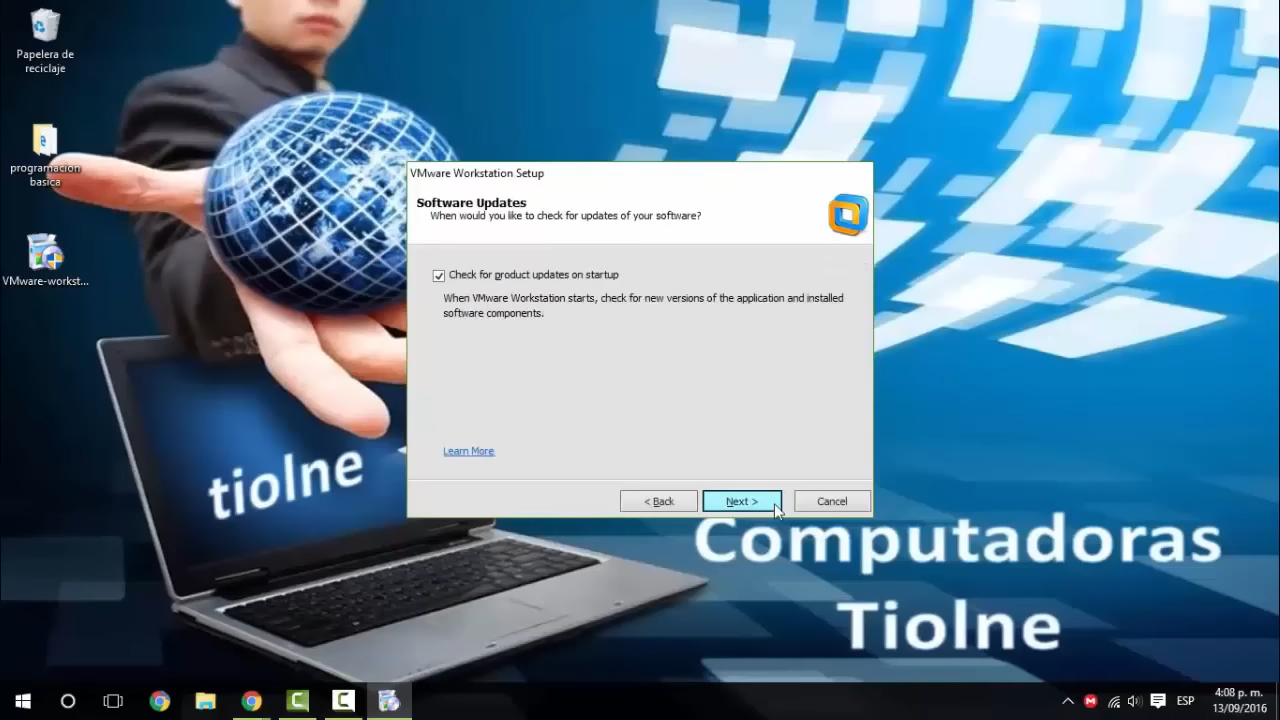 Papelera de
reciclaje
programacion
basica
VMware-workst...
VMware Workstation Setup
Software Updates
When would you like to check for updates of your software?
Check for product updates on startup
When VMware Workstation starts, check for new versions of the application and installed
software components.
Learn More
< Back
Next >
Cancel
tiolne
Computadoras
Tiolne
ESP
4:08 p. m.
13/09/2016